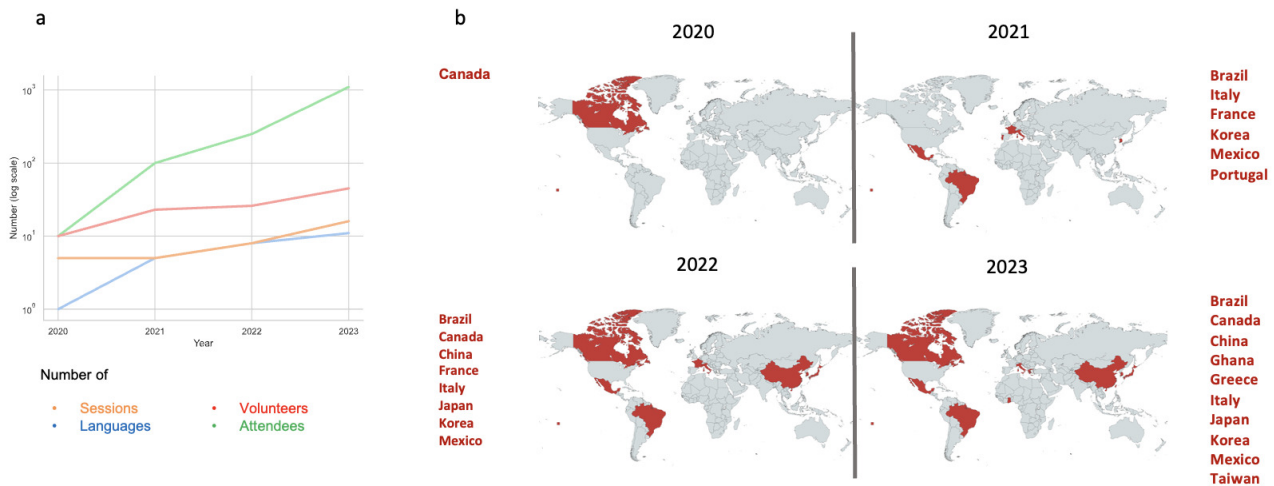 a
10³
10²
10¹
10⁰
Number (log scale)
2020
2021
2022
2023
Year
Number of
Sessions
Volunteers
Languages
Attendees
b
2020
Canada
2021
Brazil
Italy
France
Korea
Mexico
Portugal
2022
Brazil
Canada
China
France
Italy
Japan
Korea
Mexico
2023
Brazil
Canada
China
Ghana
Greece
Italy
Japan
Korea
Mexico
Taiwan